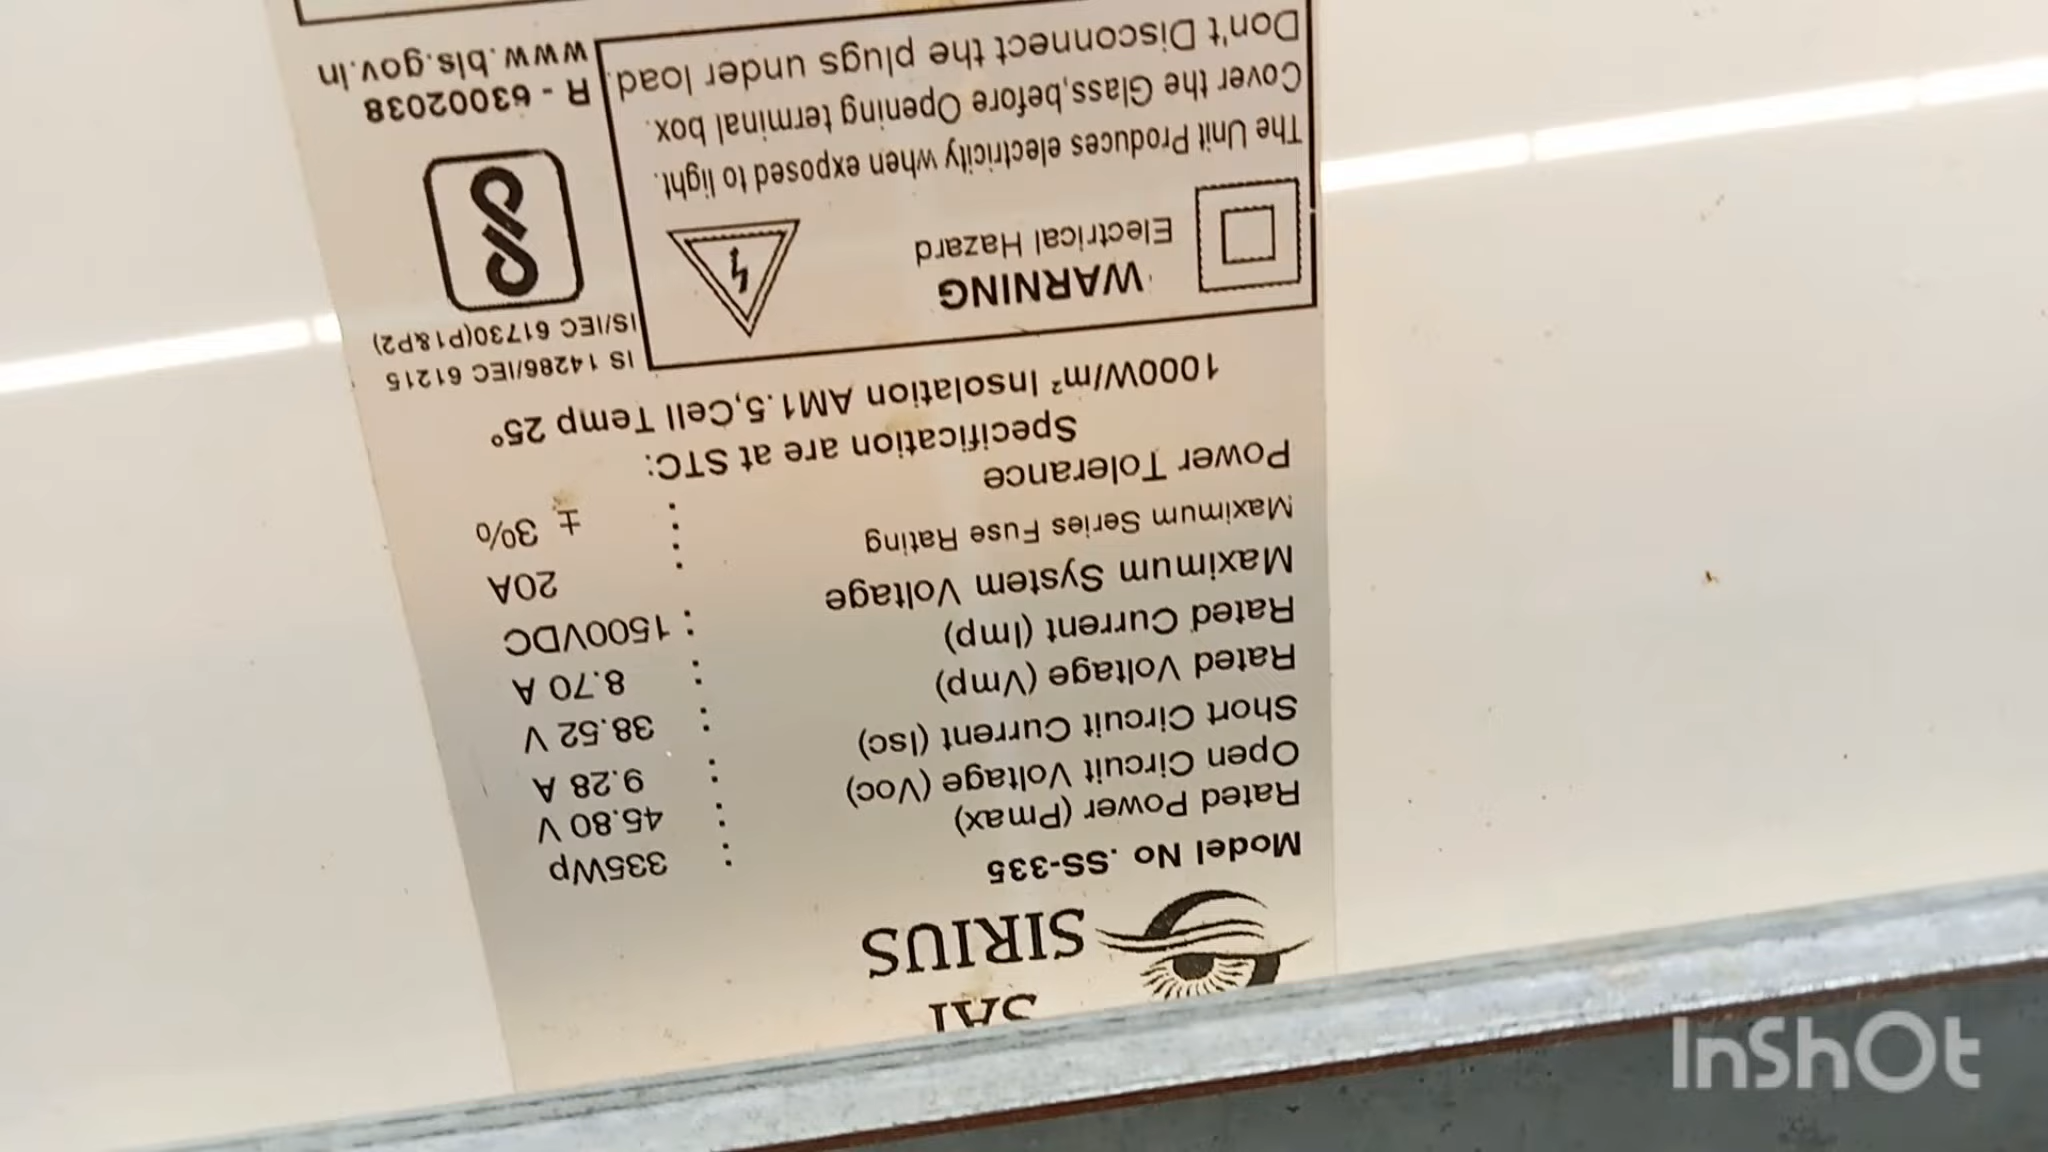 SAI
SIRIUS
Model No .SS-335
Rated Power (Pmax) : 335Wp
Open Circuit Voltage (Voc) : 45.80 V
Short Circuit Current (Isc) : 9.28 A
Rated Voltage (Vmp) : 38.52 V
Rated Current (Imp) : 8.70 A
Maximum System Voltage : 1500VDC
Maximum Series Fuse Rating : 20A
Power Tolerance : ± 3%
Specification are at STC:
1000W/m² Insolation AM1.5,Cell Temp 25°
WARNING
Electrical Hazard
The Unit Produces electricity when exposed to light.
Cover the Glass,before Opening terminal box.
Don't Disconnect the plugs under load.
IS 14286/IEC 61215
IS/IEC 61730(P1&P2)
R - 63002038
www.bis.gov.in
InShOt